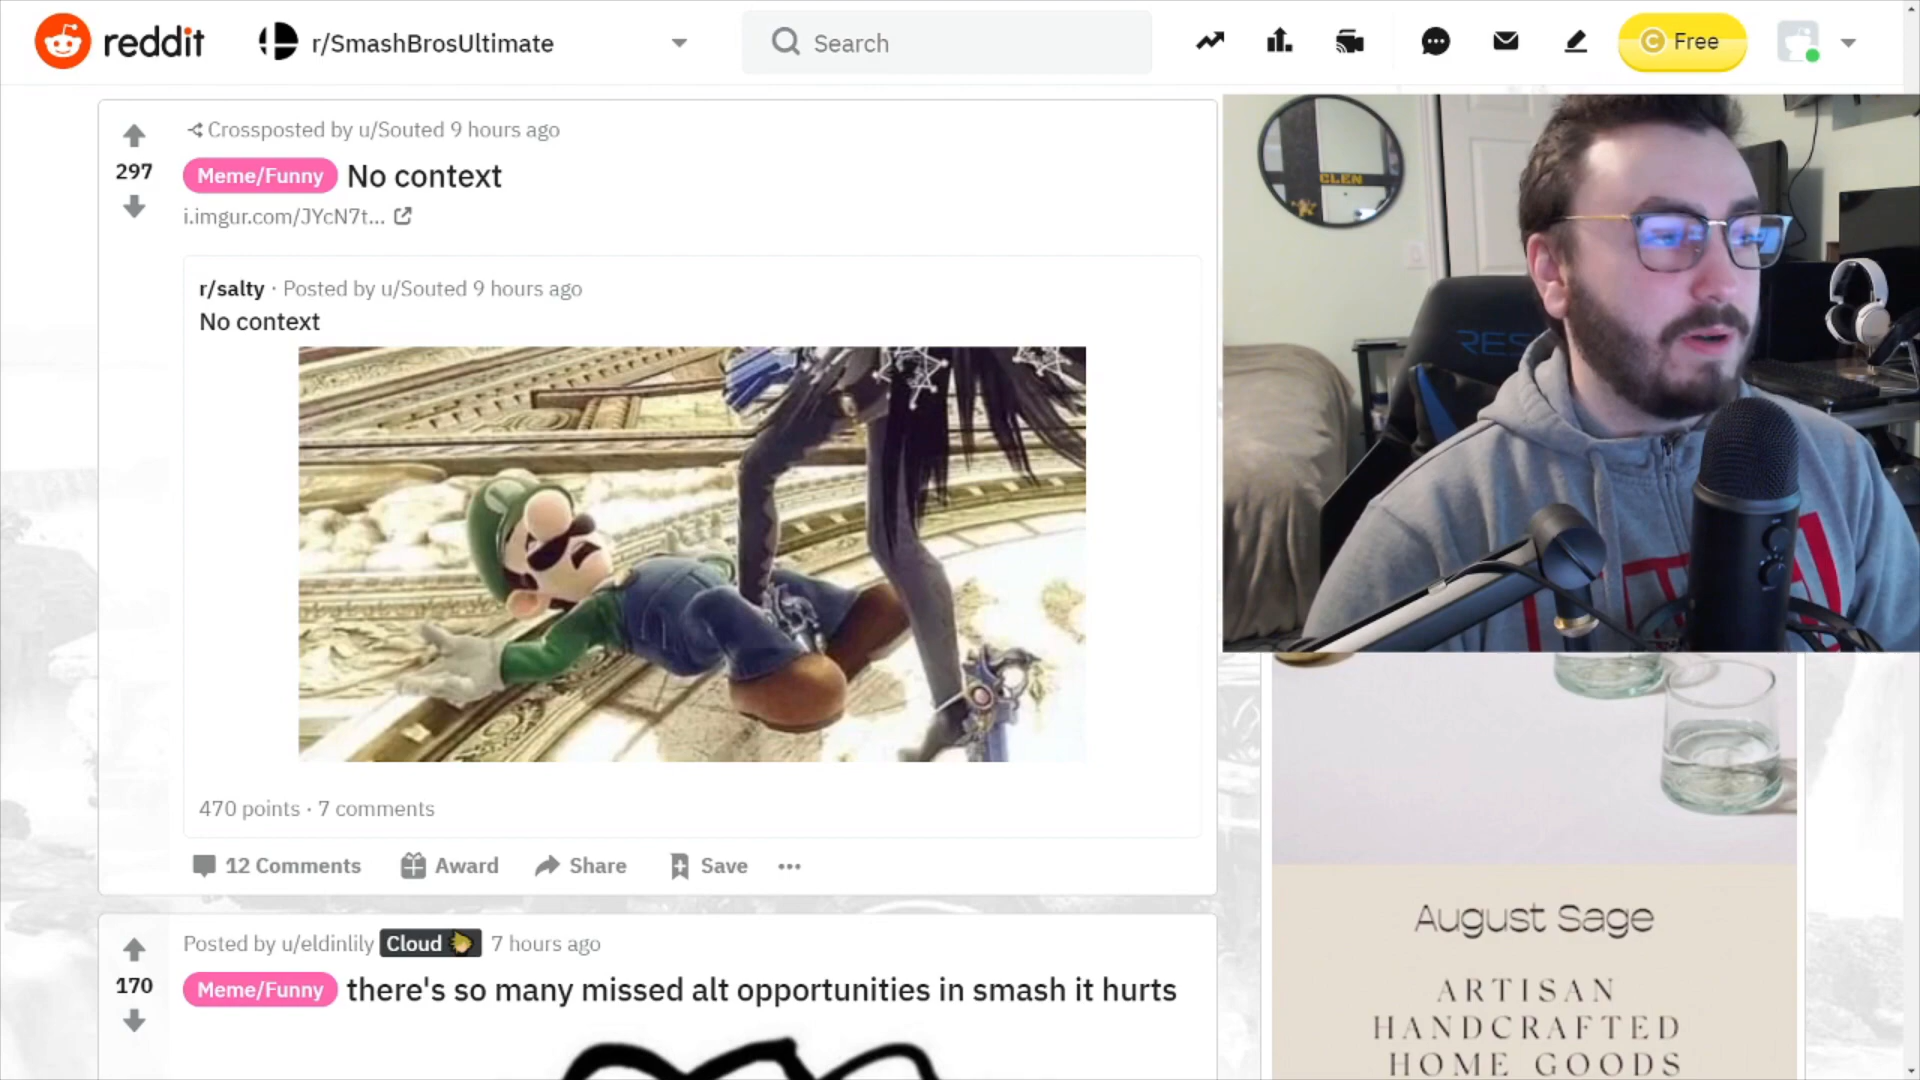 reddit
r/SmashBrosUltimate
Search
Free
Crossposted by u/Souted 9 hours ago
297
Meme/Funny No context
i.imgur.com/JYcN7t...
r/salty · Posted by u/Souted 9 hours ago
No context
470 points · 7 comments
12 Comments Award Share Save
Posted by u/eldinlily Cloud 7 hours ago
170
Meme/Funny there's so many missed alt opportunities in smash it hurts
CLEN
RES
August Sage
ARTISAN
HANDCRAFTED
HOME GOODS